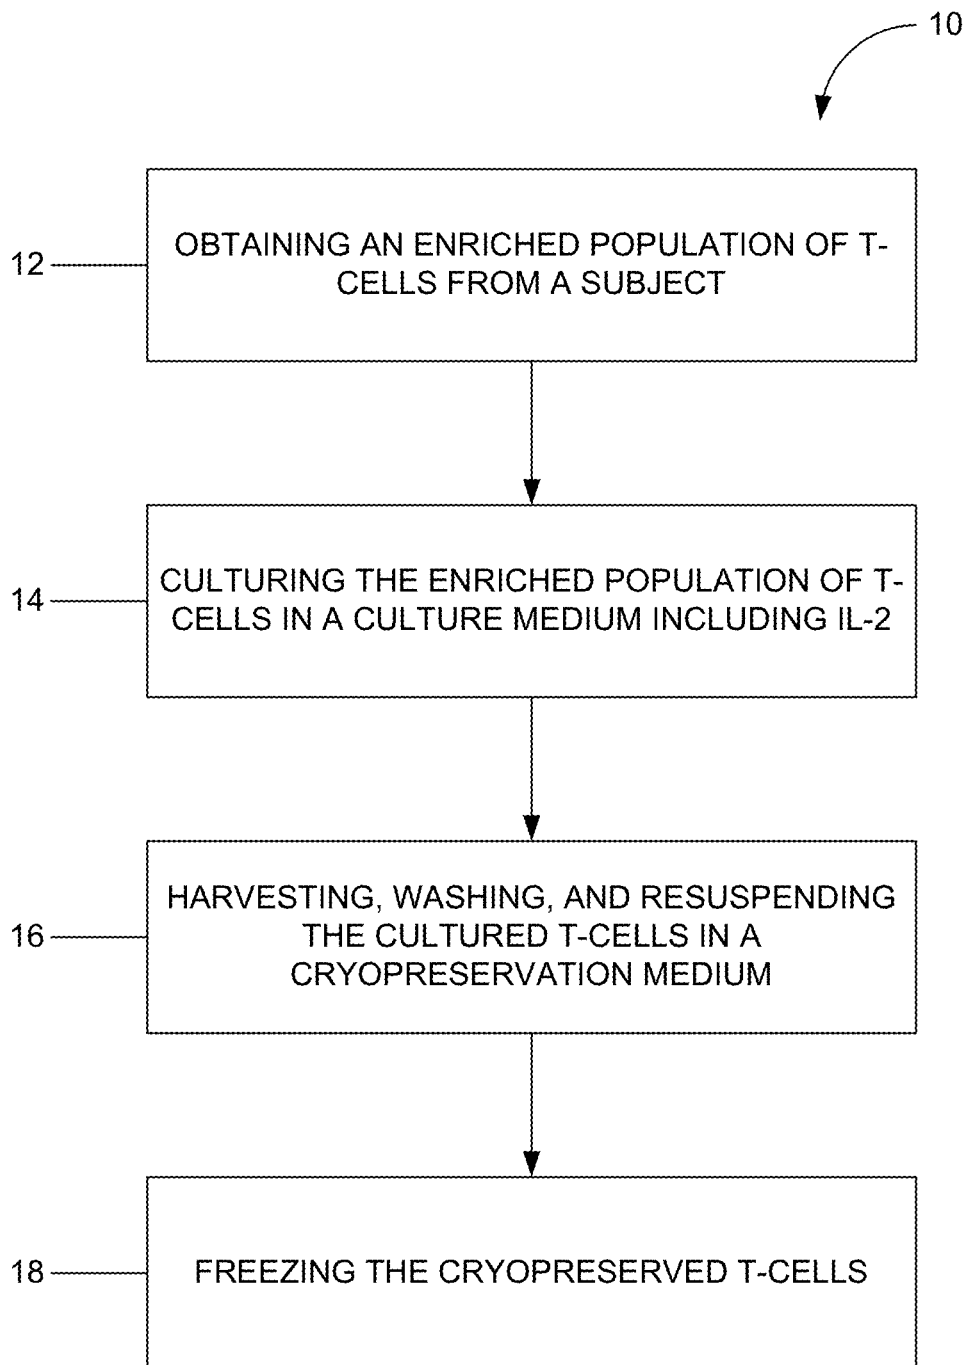 10
12
OBTAINING AN ENRICHED POPULATION OF T-
CELLS FROM A SUBJECT
14
CULTURING THE ENRICHED POPULATION OF T-
CELLS IN A CULTURE MEDIUM INCLUDING IL-2
16
HARVESTING, WASHING, AND RESUSPENDING
THE CULTURED T-CELLS IN A
CRYOPRESERVATION MEDIUM
18
FREEZING THE CRYOPRESERVED T-CELLS